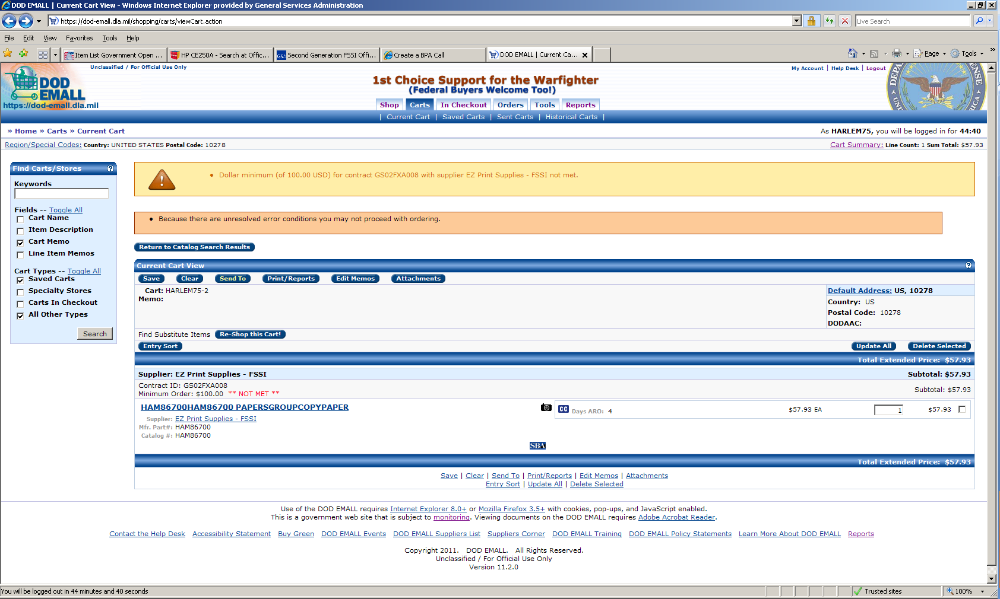 DOD EMALL | Current Cart View - Windows Internet Explorer provided by General Services Administration
https://dod-emall.dla.mil/shopping/carts/viewCart.action
Live Search
File Edit View Favorites Tools Help
Item List Government Open ...
HP CE250A - Search at Offic...
GSA Second Generation FSSI Offi...
Create a BPA Call
DOD EMALL | Current Ca...
Page Tools
Unclassified / For Official Use Only
My Account | Help Desk | Logout
DOD
EMALL
https://dod-emall.dla.mil
1st Choice Support for the Warfighter
(Federal Buyers Welcome Too!)
Shop Carts In Checkout Orders Tools Reports
| Current Cart | Saved Carts | Sent Carts | Historical Carts |
» Home » Carts » Current Cart
As HARLEM75, you will be logged in for 44:40
Region/Special Codes: Country: UNITED STATES Postal Code: 10278
Cart Summary: Line Count: 1 Sum Total: $57.93
Find Carts/Stores
Keywords
Fields -- Toggle All
Cart Name
Item Description
Cart Memo
Line Item Memos
Cart Types -- Toggle All
Saved Carts
Specialty Stores
Carts In Checkout
All Other Types
Search
• Dollar minimum (of 100.00 USD) for contract GS02FXA008 with supplier EZ Print Supplies - FSSI not met.
• Because there are unresolved error conditions you may not proceed with ordering.
Return to Catalog Search Results
Current Cart View
Save Clear Send To Print/Reports Edit Memos Attachments
Cart: HARLEM75-2
Memo:
Default Address: US, 10278
Country: US
Postal Code: 10278
DODAAC:
Find Substitute Items Re-Shop this Cart!
Entry Sort Update All Delete Selected
Total Extended Price: $57.93
Supplier: EZ Print Supplies - FSSI Subtotal: $57.93
Contract ID: GS02FXA008
Minimum Order: $100.00 ** NOT MET ** Subtotal: $57.93
HAM86700HAM86700 PAPERSGROUPCOPYPAPER
CC Days ARO: 4 $57.93 EA 1 $57.93
Supplier: EZ Print Supplies - FSSI
Mfr. Part#: HAM86700
Catalog #: HAM86700
SBA
Total Extended Price: $57.93
Save | Clear | Send To | Print/Reports | Edit Memos | Attachments
Entry Sort | Update All | Delete Selected
Use of the DOD EMALL requires Internet Explorer 8.0+ or Mozilla Firefox 3.5+ with cookies, pop-ups, and JavaScript enabled.
This is a government web site that is subject to monitoring. Viewing documents on the DOD EMALL requires Adobe Acrobat Reader.
Contact the Help Desk Accessibility Statement Buy Green DOD EMALL Events DOD EMALL Suppliers List Suppliers Corner DOD EMALL Training DOD EMALL Policy Statements Learn More About DOD EMALL Reports
Copyright 2011. DOD EMALL. All Rights Reserved.
Unclassified / For Official Use Only
Version 11.2.0
You will be logged out in 44 minutes and 40 seconds
Trusted sites
100%